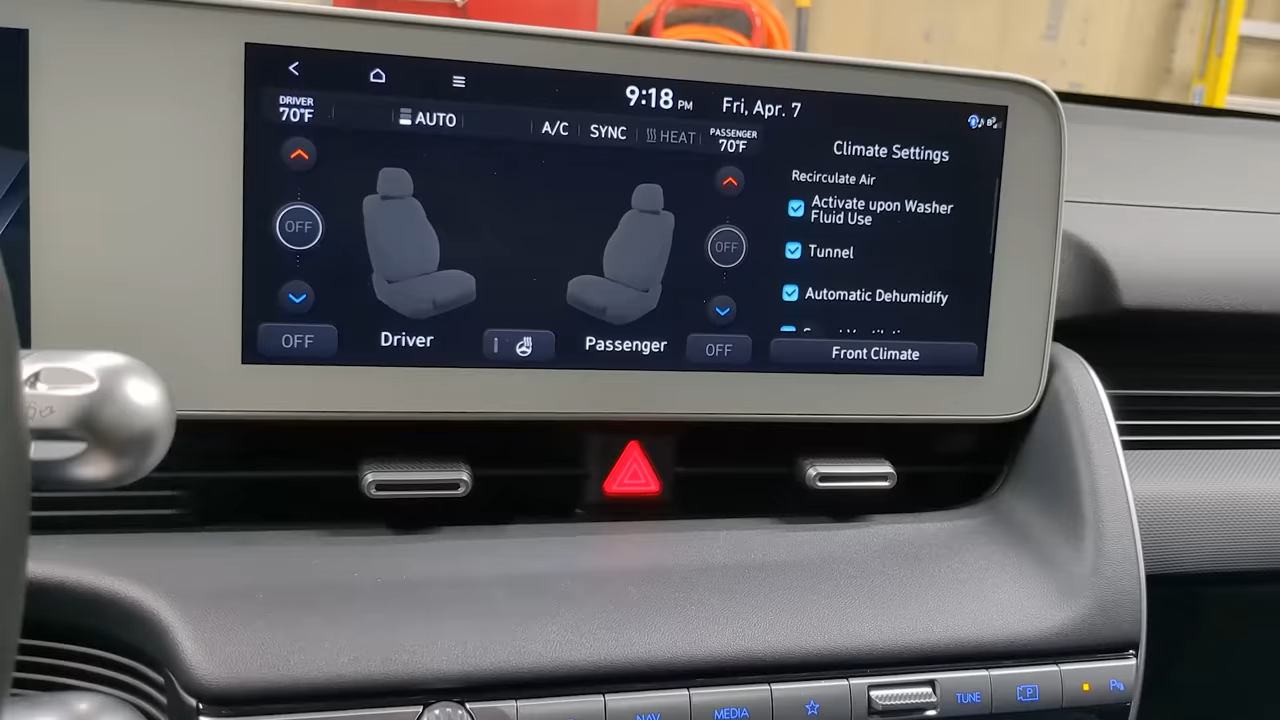 9:18 PM
Fri, Apr. 7
DRIVER
70°F
AUTO
A/C
SYNC
HEAT
PASSENGER
70°F
OFF
OFF
OFF
Driver
Passenger
OFF
Climate Settings
Recirculate Air
Activate upon Washer
Fluid Use
Tunnel
Automatic Dehumidify
Front Climate
NAV
MEDIA
TUNE
P
P